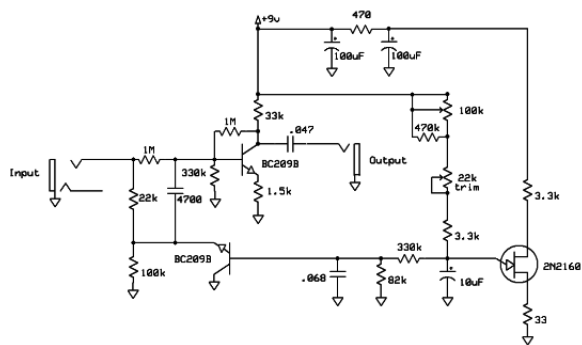 +9v
470
100uF
100uF
1M
33k
100k
.047
470k
1M
Input
330k
BC209B
Output
22k
trim
22k
4700
1.5k
3.3k
3.3k
BC209B
330k
2N2160
100k
.068
82k
10uF
33